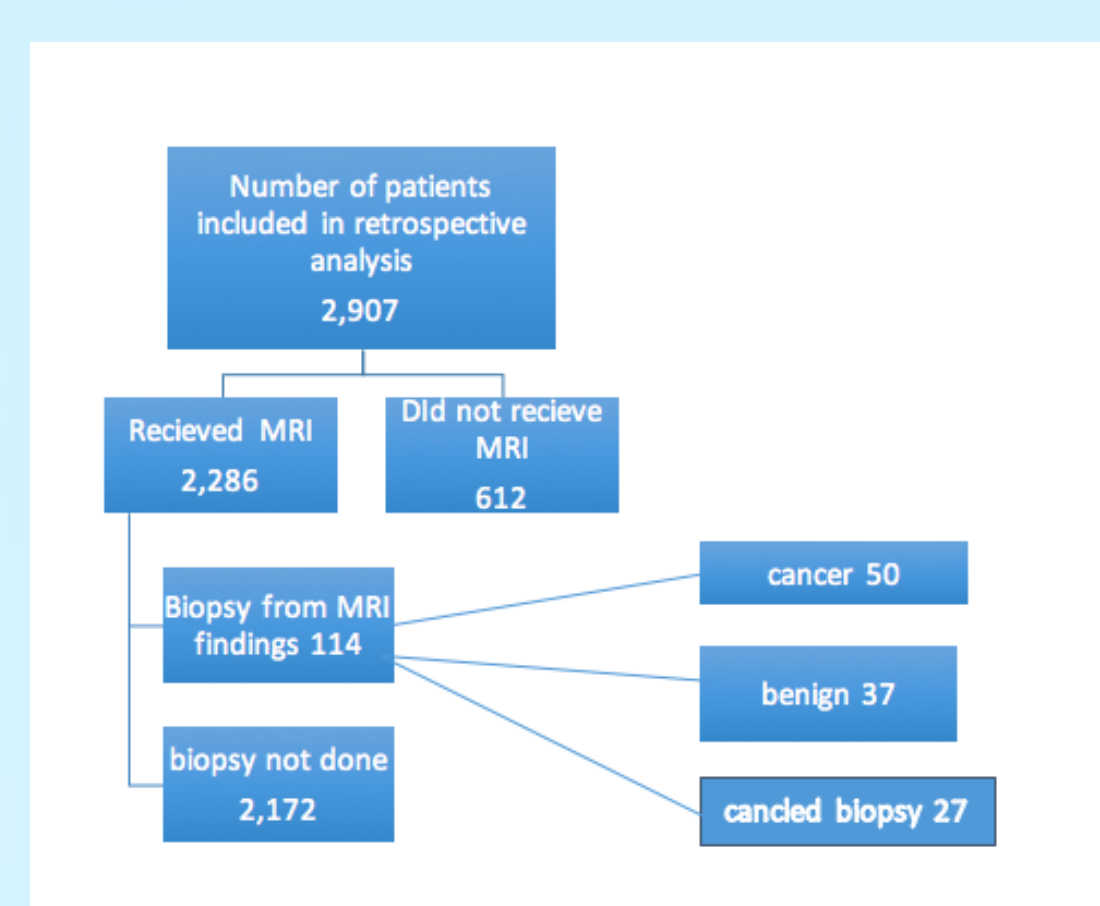 Number of patients
included in retrospective
analysis
2,907
Recieved MRI
2,286
DId not recieve
MRI
612
Biopsy from MRI
findings 114
biopsy not done
2,172
cancer 50
benign 37
cancled biopsy 27